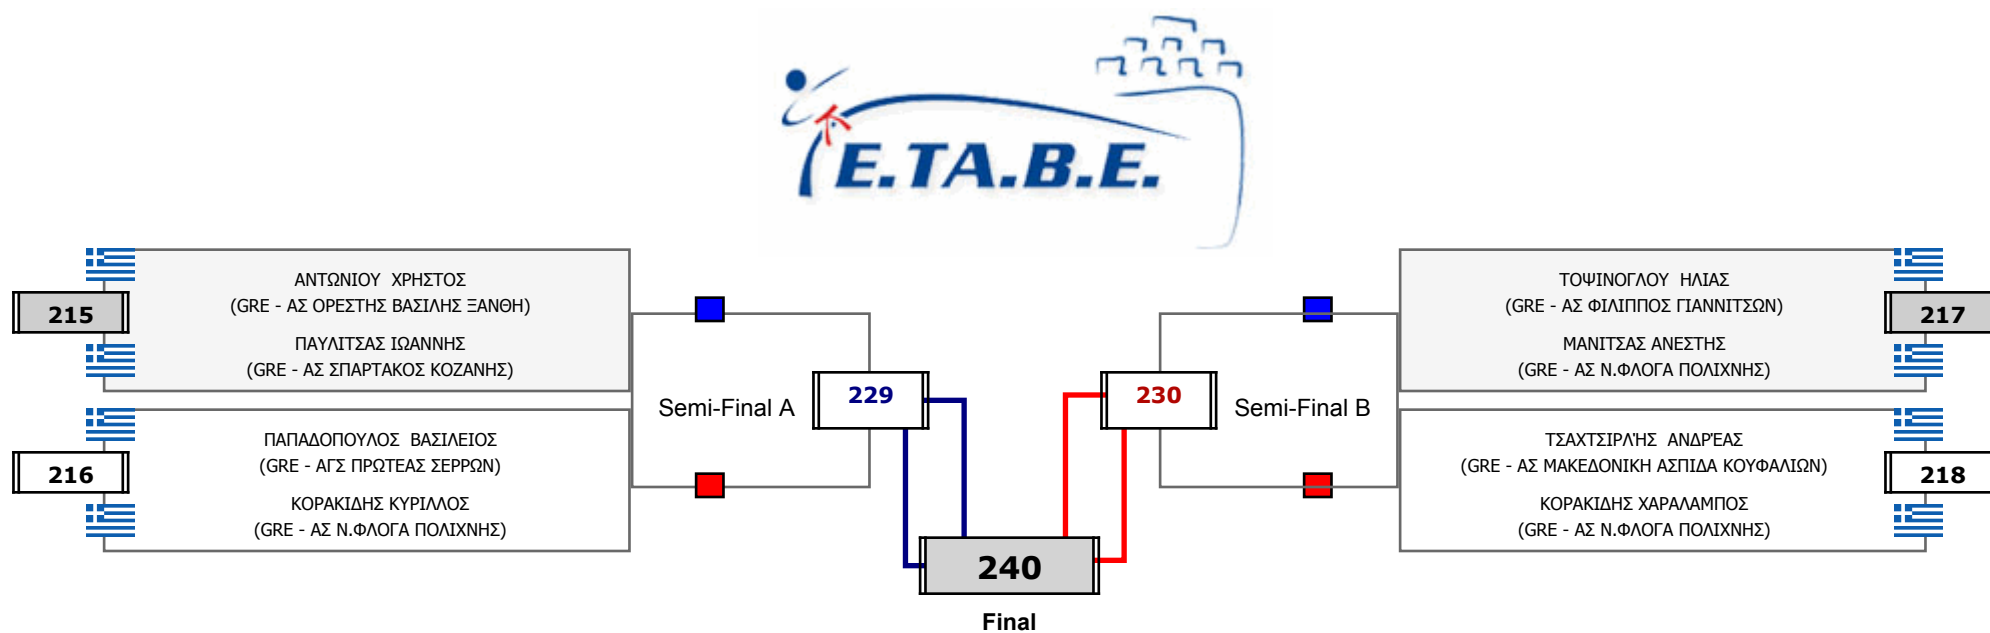 E.TA.B.E.
215
ΑΝΤΩΝΙΟΥ ΧΡΗΣΤΟΣ
(GRE - ΑΣ ΟΡΕΣΤΗΣ ΒΑΣΙΛΗΣ ΞΑΝΘΗ)
ΠΑΥΛΙΤΣΑΣ ΙΩΑΝΝΗΣ
(GRE - ΑΣ ΣΠΑΡΤΑΚΟΣ ΚΟΖΑΝΗΣ)
216
ΠΑΠΑΔΟΠΟΥΛΟΣ ΒΑΣΙΛΕΙΟΣ
(GRE - ΑΓΣ ΠΡΩΤΕΑΣ ΣΕΡΡΩΝ)
ΚΟΡΑΚΙΔΗΣ ΚΥΡΙΛΛΟΣ
(GRE - ΑΣ Ν.ΦΛΟΓΑ ΠΟΛΙΧΝΗΣ)
Semi-Final A
229
230
Semi-Final B
ΤΟΨΙΝΟΓΛΟΥ ΗΛΙΑΣ
(GRE - ΑΣ ΦΙΛΙΠΠΟΣ ΓΙΑΝΝΙΤΣΩΝ)
ΜΑΝΙΤΣΑΣ ΑΝΕΣΤΗΣ
(GRE - ΑΣ Ν.ΦΛΟΓΑ ΠΟΛΙΧΝΗΣ)
217
ΤΣΑΧΤΣΙΡΛΉΣ ΑΝΔΡΈΑΣ
(GRE - ΑΣ ΜΑΚΕΔΟΝΙΚΗ ΑΣΠΙΔΑ ΚΟΥΦΑΛΙΩΝ)
ΚΟΡΑΚΙΔΗΣ ΧΑΡΑΛΑΜΠΟΣ
(GRE - ΑΣ Ν.ΦΛΟΓΑ ΠΟΛΙΧΝΗΣ)
218
240
Final